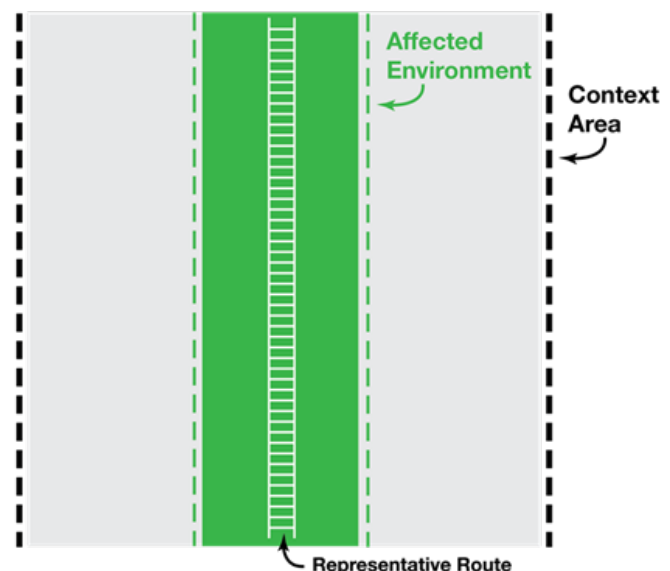 Affected
Environment
Context
Area
Representative Route